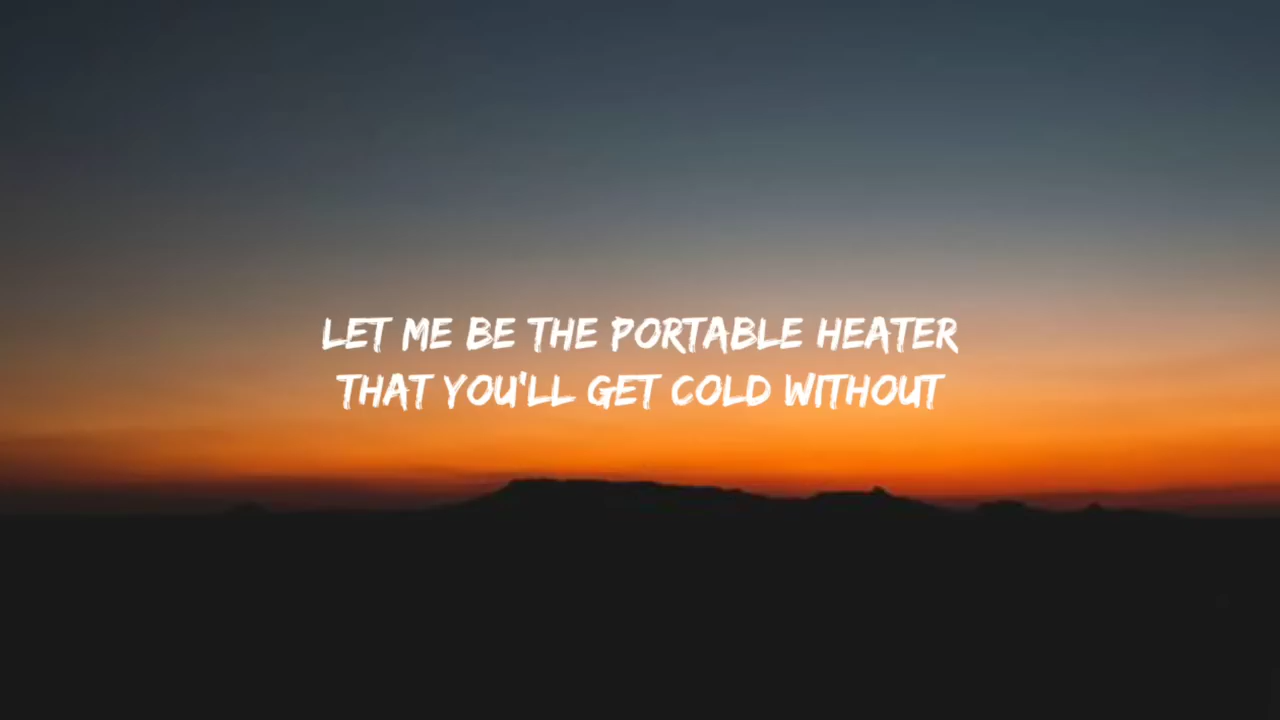 LET ME BE THE PORTABLE HEATER
THAT YOU'LL GET COLD WITHOUT